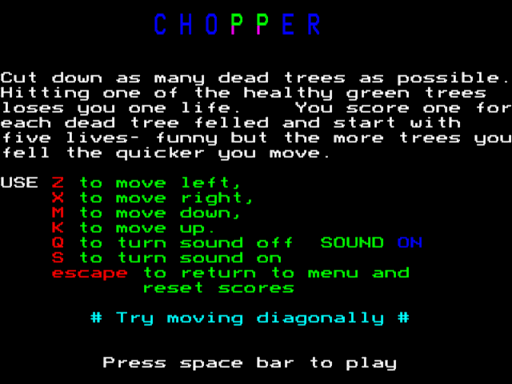 CHOPPER
Cut down as many dead trees as possible.
Hitting one of the healthy green trees
loses you one life. You score one for
each dead tree felled and start with
five lives- funny but the more trees you
fell the quicker you move.
USE Z to move left,
X to move right,
M to move down,
K to move up.
Q to turn sound off SOUND ON
S to turn sound on
escape to return to menu and
reset scores
# Try moving diagonally #
Press space bar to play